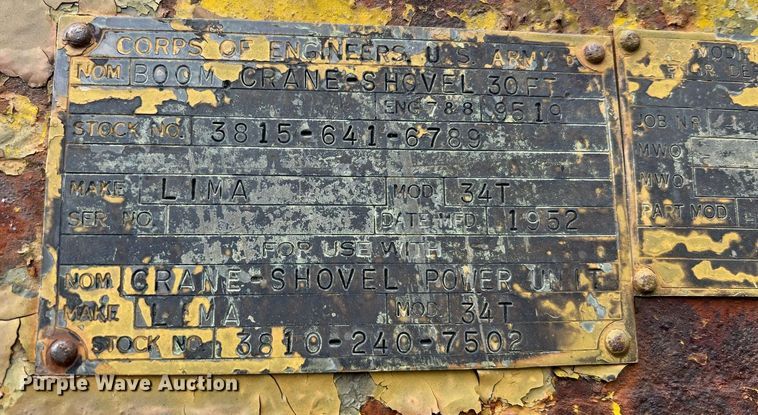 CORPS OF ENGINEERS, U.S. ARMY
NOM BOOM, CRANE-SHOVEL 30 FT.
ENG 788 9519
STOCK NO. 3815-641-6789
MAKE LIMA MOD 34T
SER NO. DATE MFD 1952
FOR USE WITH
NOM CRANE-SHOVEL POWER UNIT
MAKE LIMA MOD 34T
STOCK NO. 3810-240-7502
JOB NR
MWO
MWO
PART MOD.
Purple Wave Auction